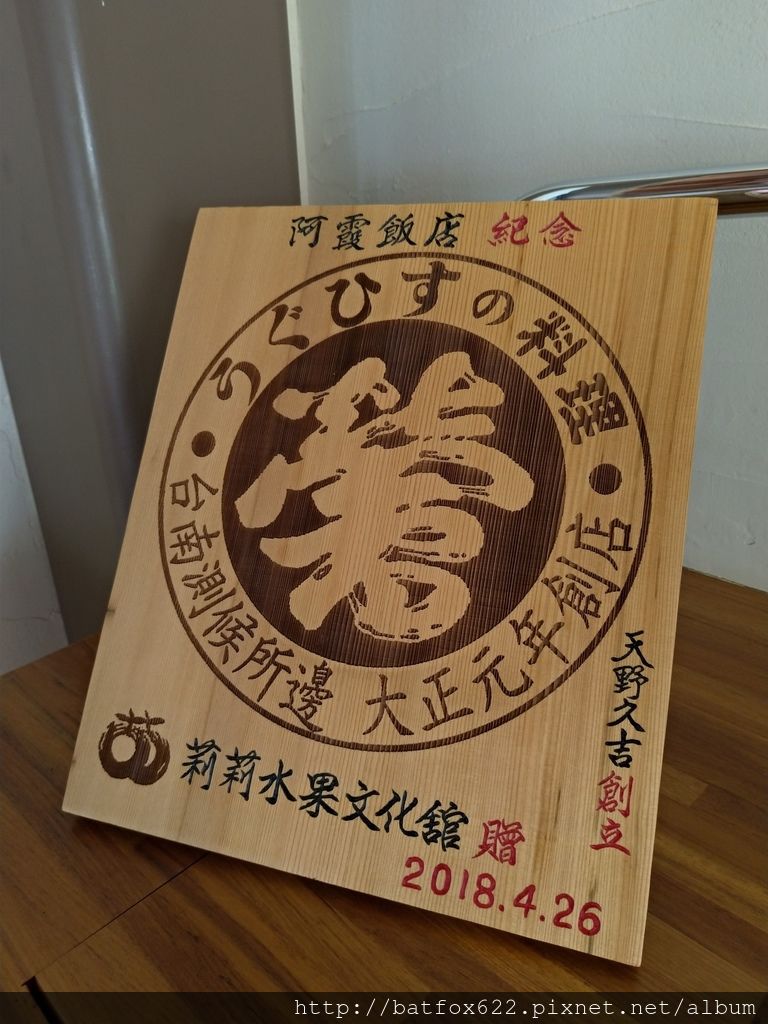 阿霞飯店 紀念
うぐひすの料理
鶯
台南測候所邊 大正元年創店
天野久吉創立
莉莉水果文化館 贈
2018.4.26
http://batfox622.pixnet.net/album